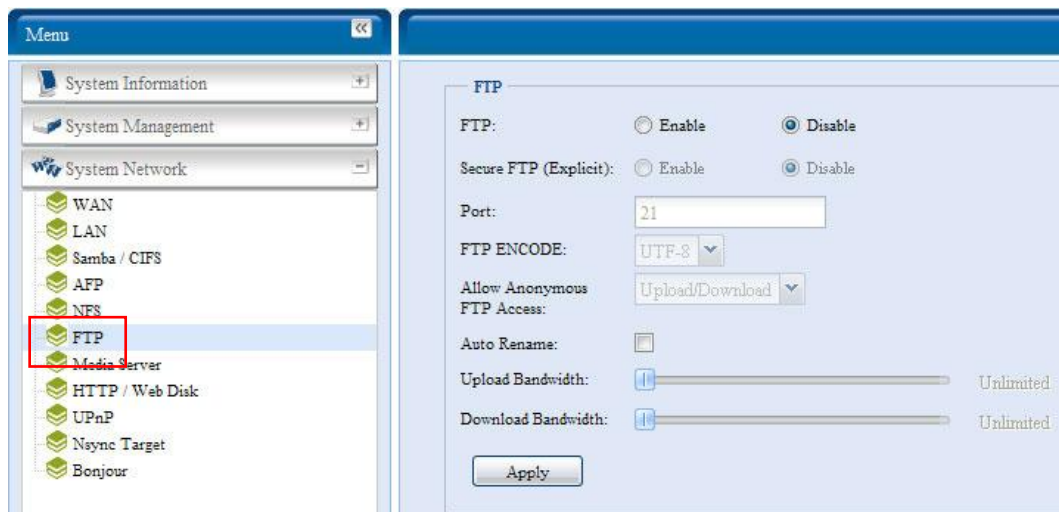 Menu
System Information
System Management
System Network
WAN
LAN
Samba / CIFS
AFP
NFS
FTP
Media Server
HTTP / Web Disk
UPnP
Nsync Target
Bonjour
FTP
FTP: Enable Disable
Secure FTP (Explicit): Enable Disable
Port: 21
FTP ENCODE: UTF-8
Allow Anonymous Upload/Download
FTP Access:
Auto Rename:
Upload Bandwidth: Unlimited
Download Bandwidth: Unlimited
Apply